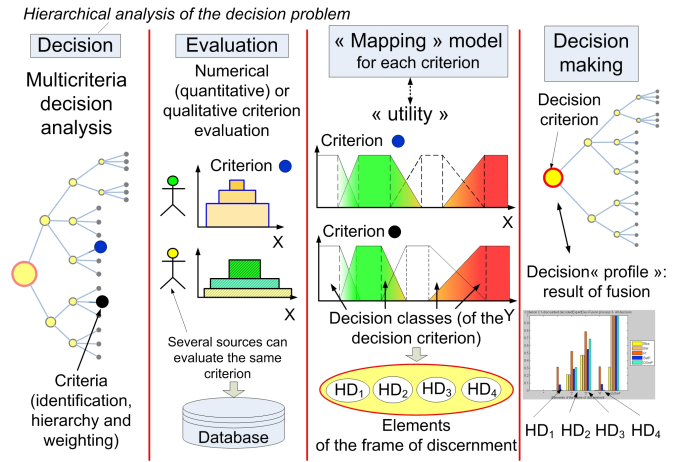 Hierarchical analysis of the decision problem
Decision
Multicriteria
decision
analysis
Criteria
(identification,
hierarchy and
weighting)
Evaluation
Numerical
(quantitative) or
qualitative criterion
evaluation
Criterion
X
X
Several sources can
evaluate the same
criterion
Database
« Mapping » model
for each criterion
« utility »
Criterion
X
Criterion
Y
Decision classes (of the
decision criterion)
HD1 HD2 HD3 HD4
Elements
of the frame of discernment
Decision
making
Decision
criterion
Decision« profile »:
result of fusion
HD1 HD2 HD3 HD4